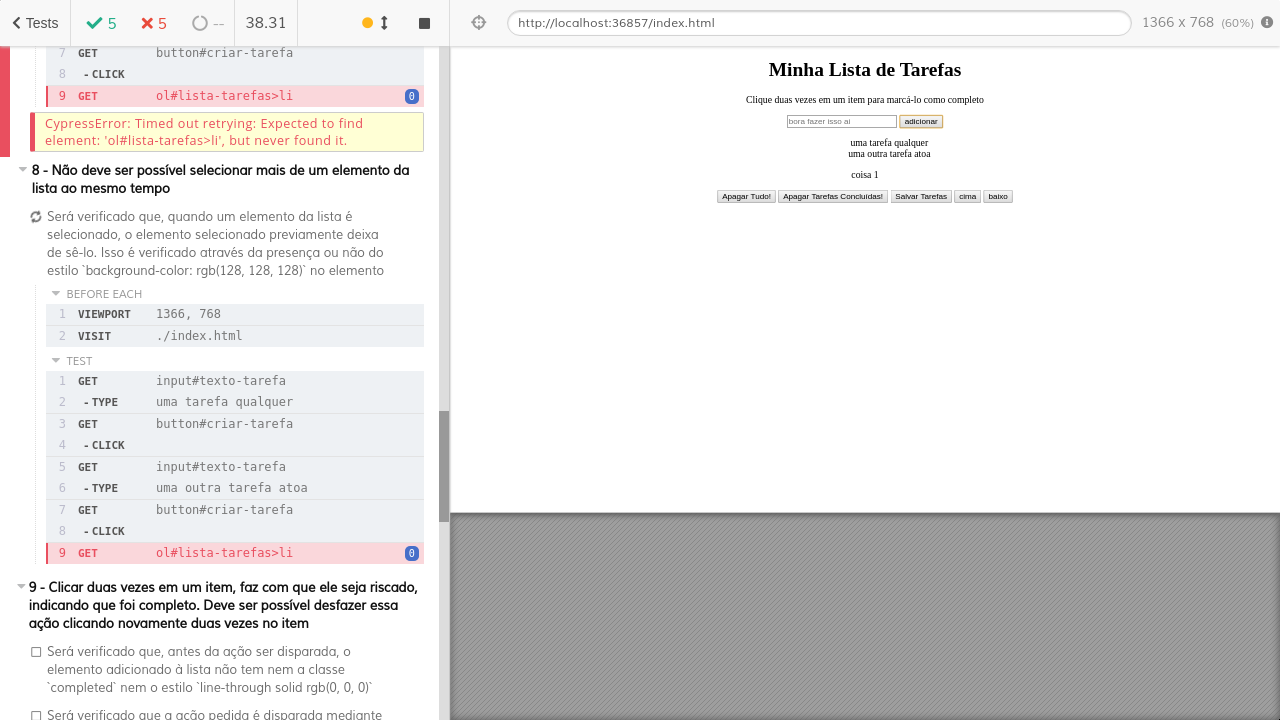 Tests
5
5
--
38.31
7 GET button#criar-tarefa
8 - CLICK
9 GET ol#lista-tarefas>li 0
CypressError: Timed out retrying: Expected to find
element: 'ol#lista-tarefas>li', but never found it.
8 - Não deve ser possível selecionar mais de um elemento da
lista ao mesmo tempo
Será verificado que, quando um elemento da lista é
selecionado, o elemento selecionado previamente deixa
de sê-lo. Isso é verificado através da presença ou não do
estilo `background-color: rgb(128, 128, 128)` no elemento
BEFORE EACH
1 VIEWPORT 1366, 768
2 VISIT ./index.html
TEST
1 GET input#texto-tarefa
2 - TYPE uma tarefa qualquer
3 GET button#criar-tarefa
4 - CLICK
5 GET input#texto-tarefa
6 - TYPE uma outra tarefa atoa
7 GET button#criar-tarefa
8 - CLICK
9 GET ol#lista-tarefas>li 0
9 - Clicar duas vezes em um item, faz com que ele seja riscado,
indicando que foi completo. Deve ser possível desfazer essa
ação clicando novamente duas vezes no item
Será verificado que, antes da ação ser disparada, o
elemento adicionado à lista não tem nem a classe
`completed` nem o estilo `line-through solid rgb(0, 0, 0)`
Será verificado que a ação pedida é disparada mediante
http://localhost:36857/index.html
1366 x 768 (60%)
Minha Lista de Tarefas
Clique duas vezes em um item para marcá-lo como completo
bora fazer isso ai adicionar
uma tarefa qualquer
uma outra tarefa atoa
coisa 1
Apagar Tudo! Apagar Tarefas Concluídas! Salvar Tarefas cima baixo